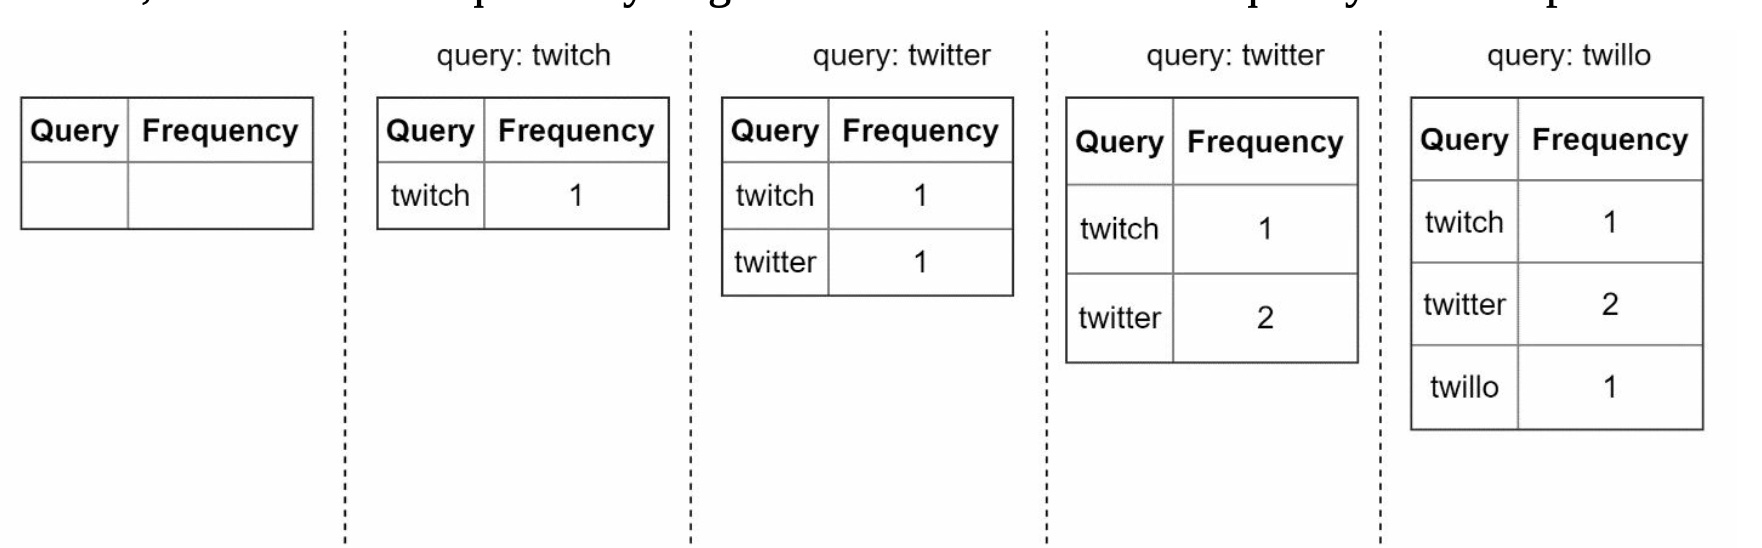 query: twitch
query: twitter
query: twitter
query: twillo
Query Frequency
Query Frequency
twitch 1
Query Frequency
twitch 1
twitter 1
Query Frequency
twitch 1
twitter 2
Query Frequency
twitch 1
twitter 2
twillo 1